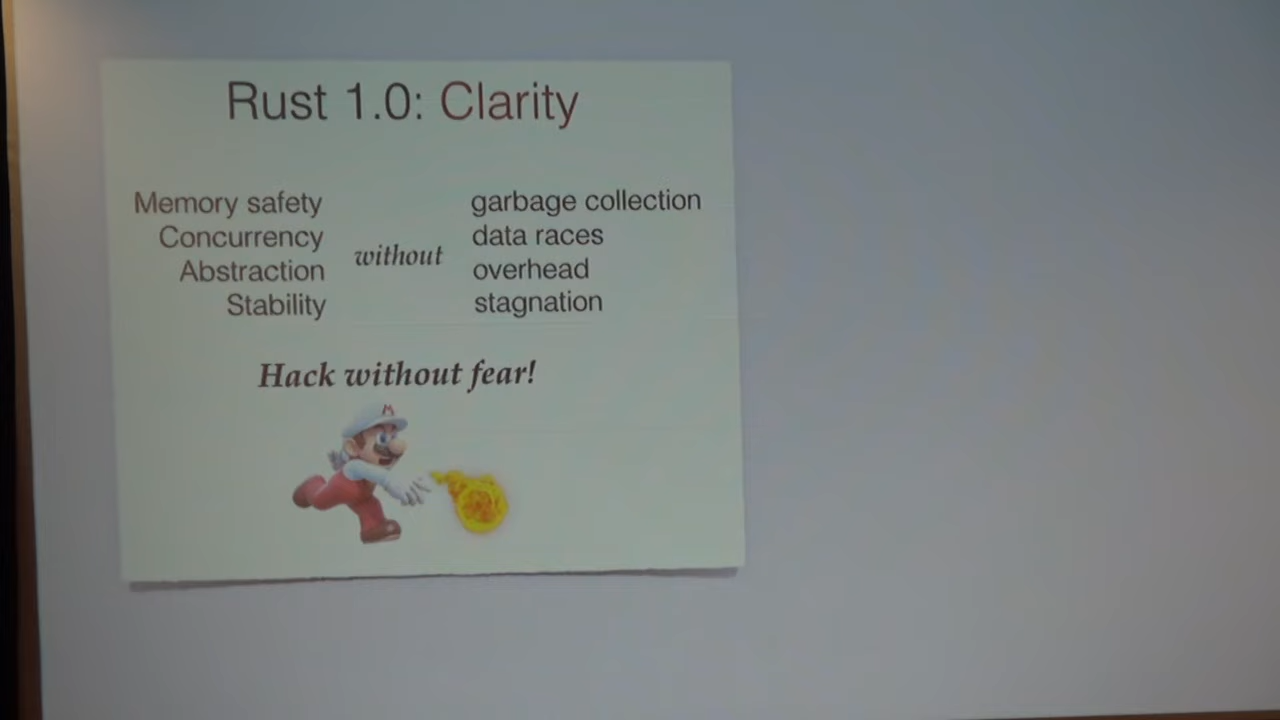 Rust 1.0: Clarity
Memory safety
Concurrency
Abstraction
Stability
without
garbage collection
data races
overhead
stagnation
Hack without fear!
M